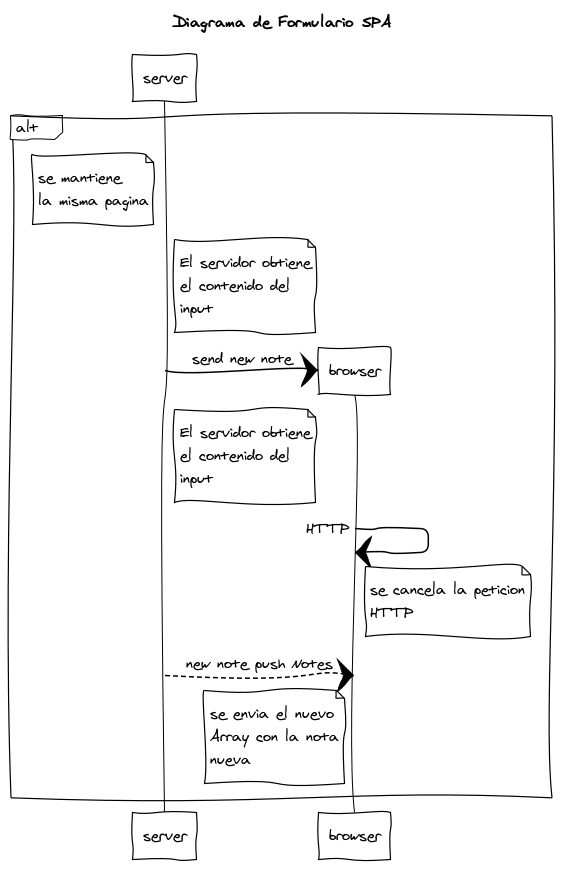 Diagrama de Formulario SPA
server
alt
se mantiene
la misma pagina
El servidor obtiene
el contenido del
input
send new note
browser
El servidor obtiene
el contenido del
input
HTTP
se cancela la peticion
HTTP
new note push Notes
se envia el nuevo
Array con la nota
nueva
server
browser